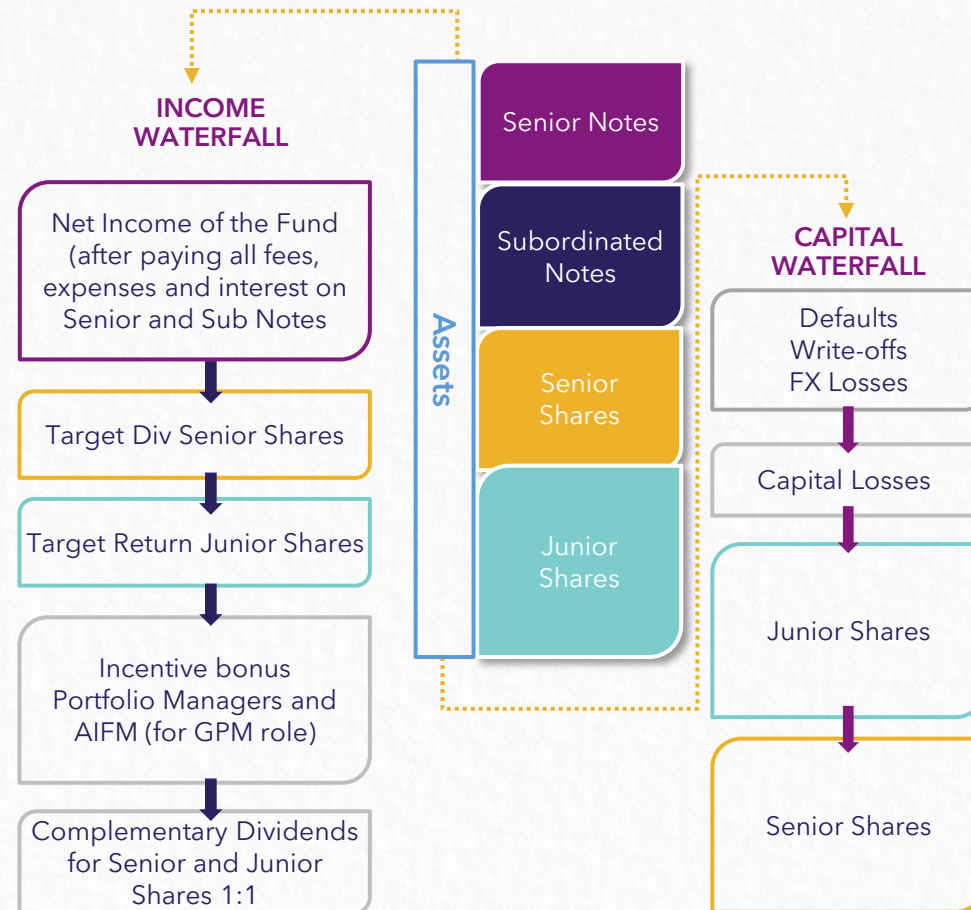 INCOME
WATERFALL
Net Income of the Fund
(after paying all fees,
expenses and interest on
Senior and Sub Notes
Target Div Senior Shares
Target Return Junior Shares
Incentive bonus
Portfolio Managers and
AIFM (for GPM role)
Complementary Dividends
for Senior and Junior
Shares 1:1
Assets
Senior Notes
Subordinated
Notes
Senior
Shares
Junior
Shares
CAPITAL
WATERFALL
Defaults
Write-offs
FX Losses
Capital Losses
Junior Shares
Senior Shares